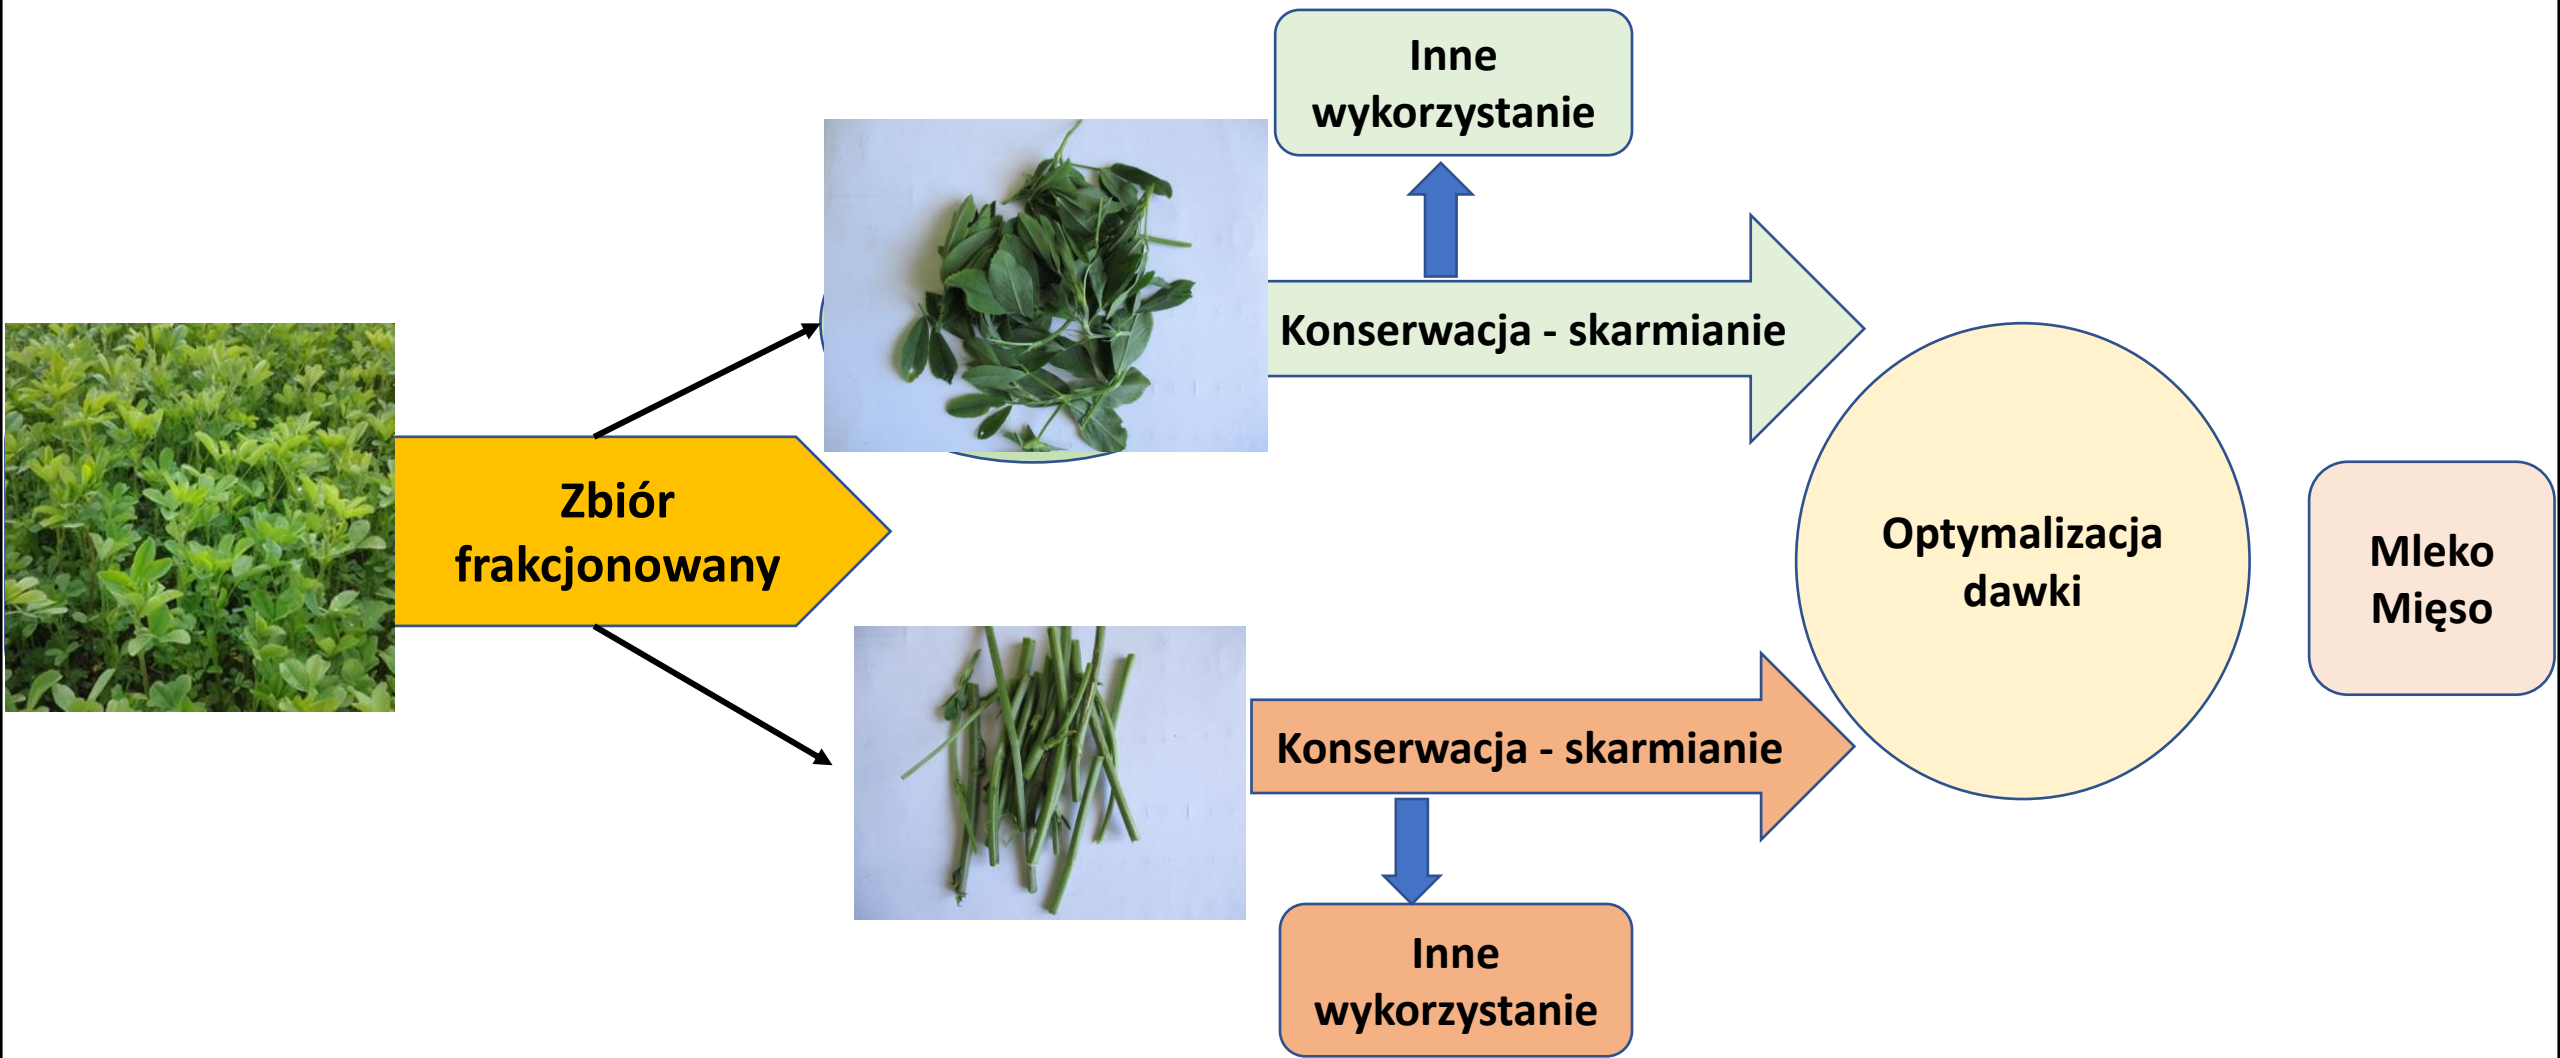 Inne
wykorzystanie
Konserwacja - skarmianie
Zbiór
frakcjonowany
Optymalizacja
dawki
Mleko
Mięso
Konserwacja - skarmianie
Inne
wykorzystanie